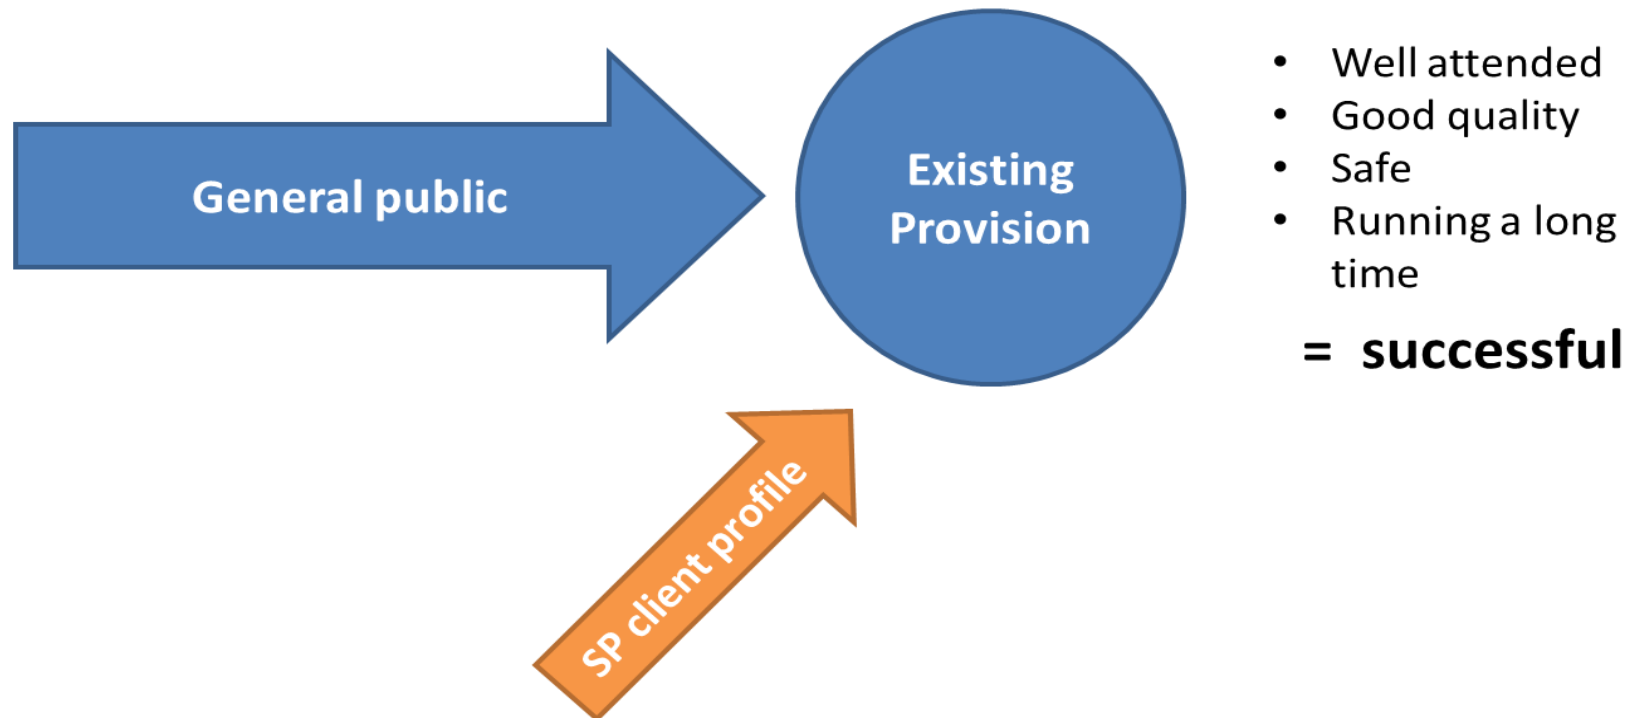 General public
Existing
Provision
• Well attended
• Good quality
• Safe
• Running a long
time
= successful
SP client profile